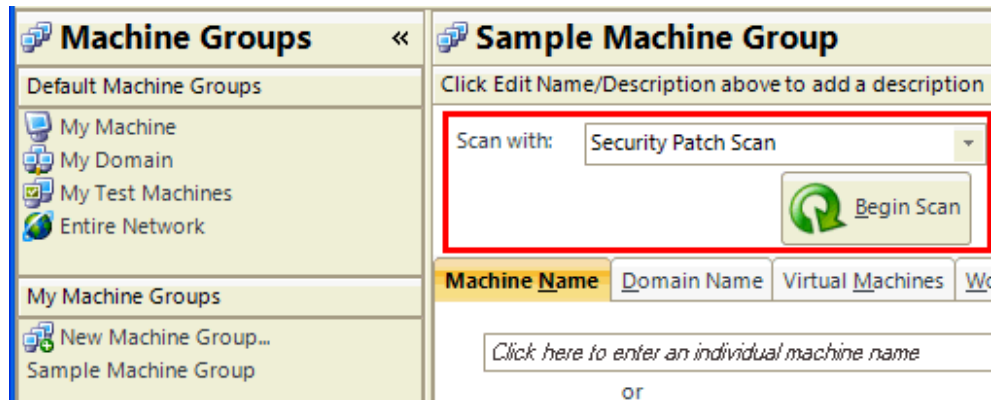 Machine Groups «
Default Machine Groups
My Machine
My Domain
My Test Machines
Entire Network
My Machine Groups
New Machine Group...
Sample Machine Group
Sample Machine Group
Click Edit Name/Description above to add a description
Scan with: Security Patch Scan
Begin Scan
Machine Name Domain Name Virtual Machines
Click here to enter an individual machine name
or